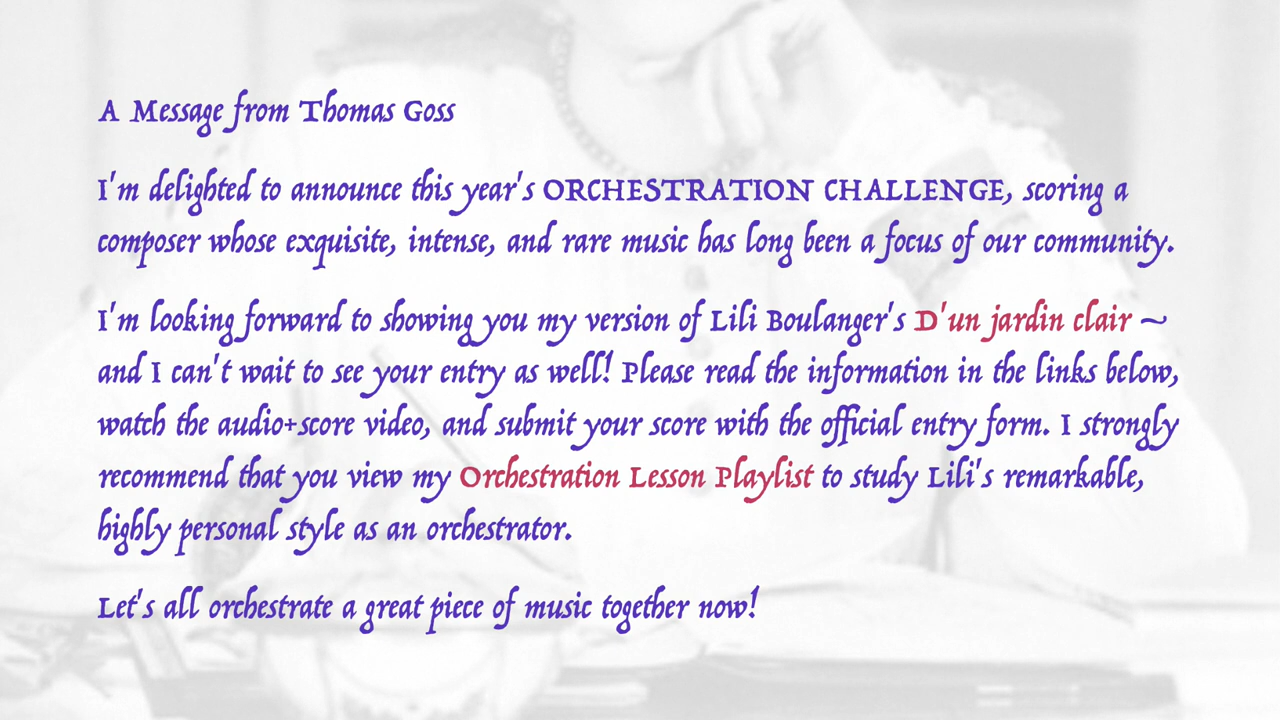 A Message from Thomas Goss
I'm delighted to announce this year's ORCHESTRATION CHALLENGE, scoring a
composer whose exquisite, intense, and rare music has long been a focus of our community.
I'm looking forward to showing you my version of Lili Boulanger's D'un jardin clair ~
and I can't wait to see your entry as well! Please read the information in the links below,
watch the audio+score video, and submit your score with the official entry form. I strongly
recommend that you view my Orchestration Lesson Playlist to study Lili's remarkable,
highly personal style as an orchestrator.
Let's all orchestrate a great piece of music together now!